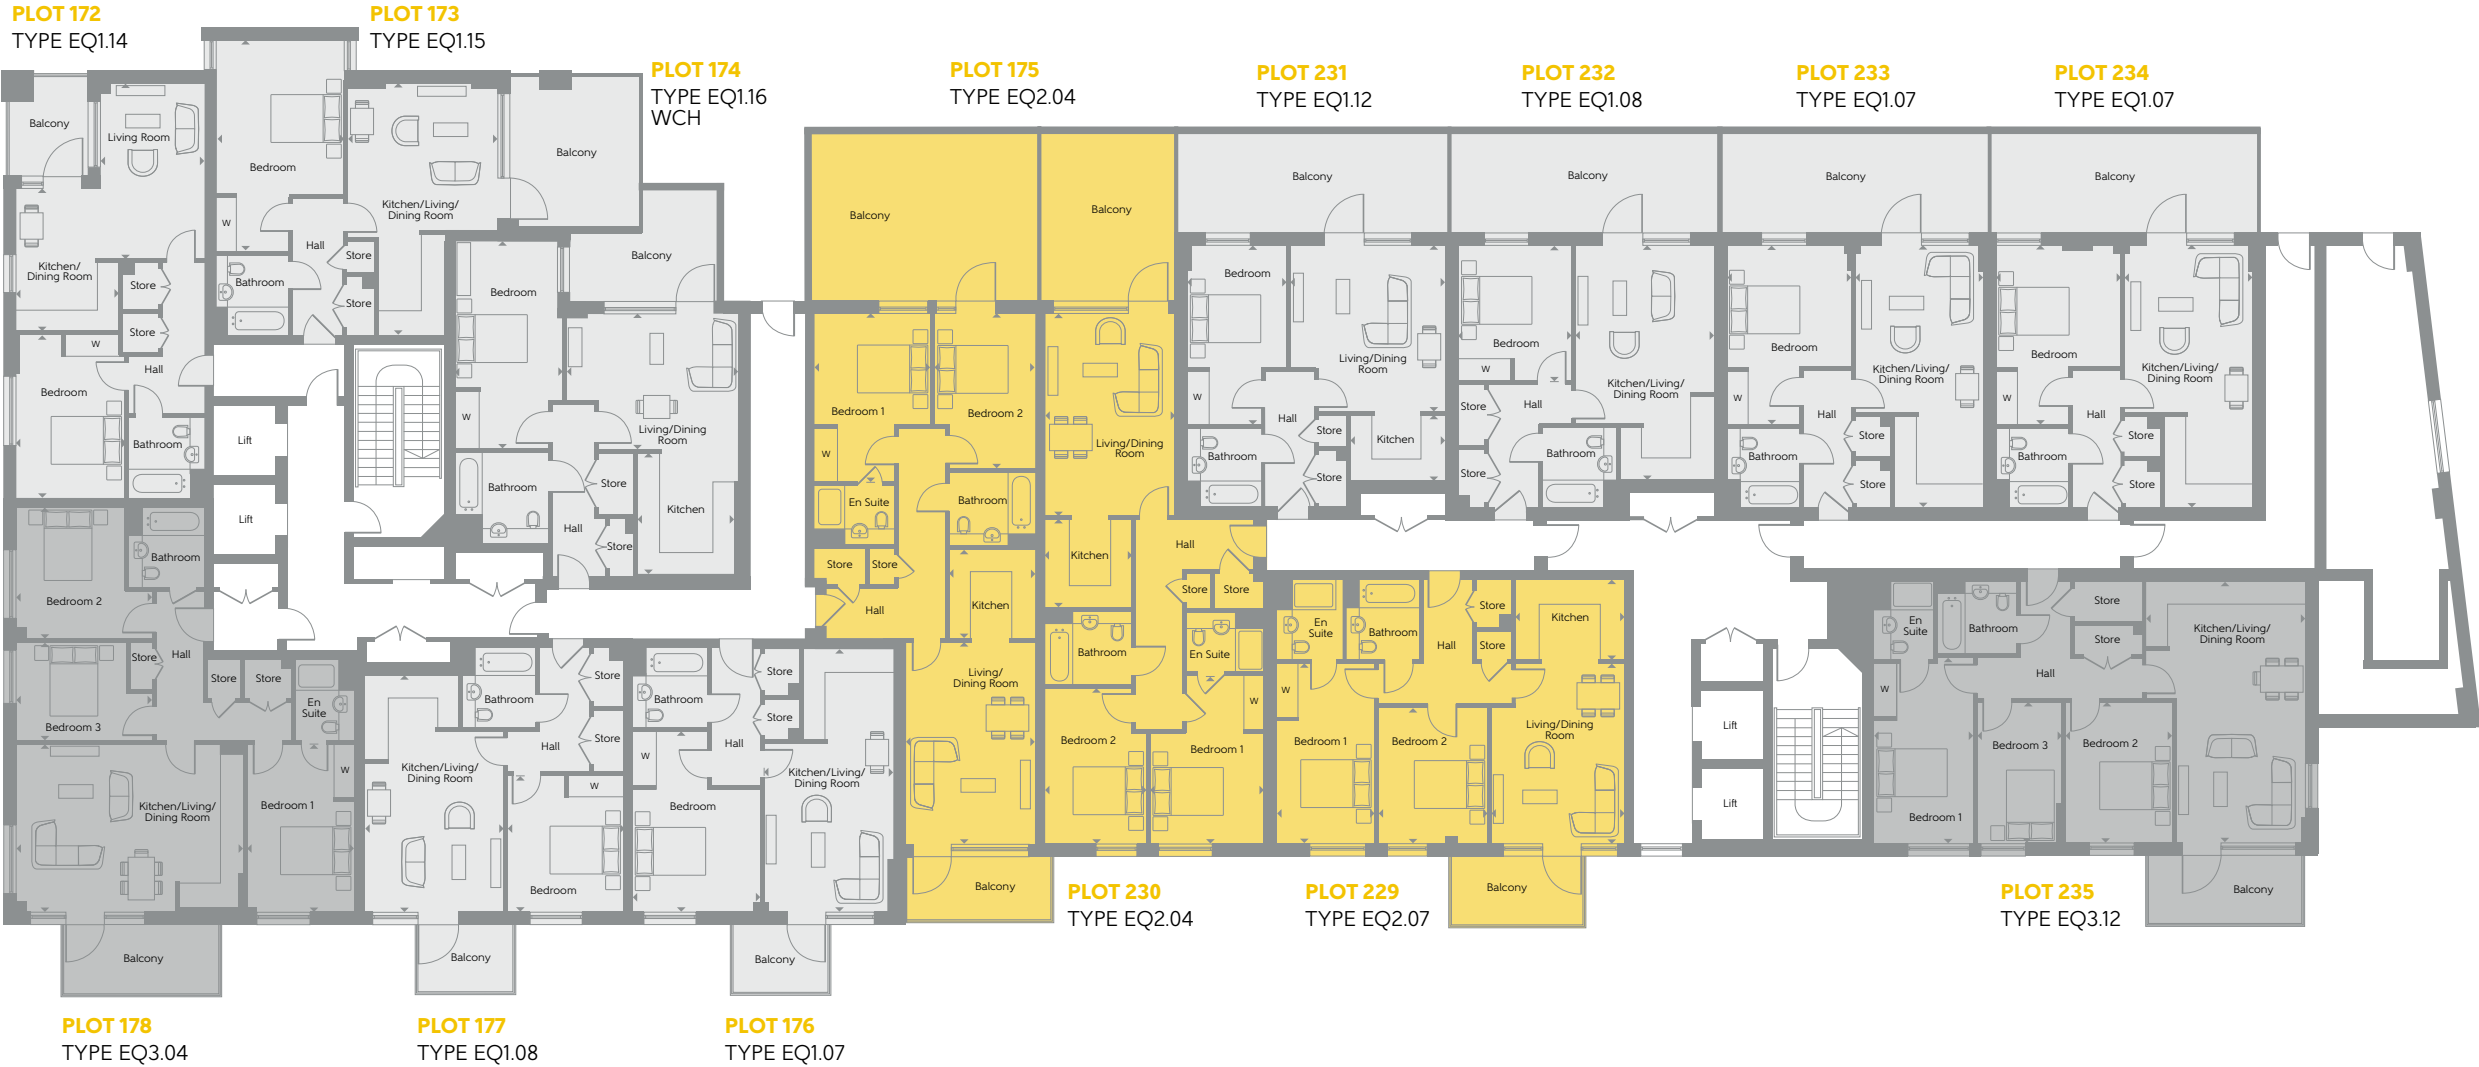 PLOT 172
TYPE EQ1.14
PLOT 173
TYPE EQ1.15
PLOT 174
TYPE EQ1.16
WCH
PLOT 175
TYPE EQ2.04
PLOT 231
TYPE EQ1.12
PLOT 232
TYPE EQ1.08
PLOT 233
TYPE EQ1.07
PLOT 234
TYPE EQ1.07
Balcony
Living Room
Kitchen/
Dining Room
Store
Store
W
Bedroom
Hall
Bathroom
Bedroom
W
Hall
Bathroom
Store
Store
Kitchen/Living/
Dining Room
Balcony
Balcony
Bedroom
W
Living/Dining
Room
Bathroom
Store
Hall
Store
Kitchen
Lift
Lift
Balcony
Bedroom 1
Bedroom 2
W
En Suite
Bathroom
Store
Store
Hall
Kitchen
Living/
Dining Room
Balcony
Balcony
Living/Dining
Room
Kitchen
Hall
Store
Store
Bathroom
En Suite
W
Bedroom 2
Bedroom 1
Balcony
Bedroom
Living/Dining
Room
W
Hall
Store
Kitchen
Bathroom
Store
Balcony
Bedroom
W
Kitchen/Living/
Dining Room
Store
Hall
Bathroom
Store
Balcony
Bedroom
Kitchen/Living/
Dining Room
W
Hall
Store
Bathroom
Store
Balcony
Bedroom
Kitchen/Living/
Dining Room
W
Hall
Store
Bathroom
Store
Bedroom 2
Bathroom
Hall
Store
Bedroom 3
Store
Store
En
Suite
W
Kitchen/Living/
Dining Room
Bedroom 1
Balcony
Bathroom
Store
Store
Hall
Kitchen/Living/
Dining Room
W
Bedroom
Balcony
Bathroom
Store
Store
Hall
W
Kitchen/Living/
Dining Room
Bedroom
Balcony
En
Suite
Bathroom
Hall
Store
Store
Kitchen
W
Bedroom 1
Bedroom 2
Living/Dining
Room
Balcony
Lift
Lift
En
Suite
Bathroom
Store
Store
Kitchen/Living/
Dining Room
Hall
W
Bedroom 3
Bedroom 2
Bedroom 1
Balcony
PLOT 230
TYPE EQ2.04
PLOT 229
TYPE EQ2.07
PLOT 235
TYPE EQ3.12
PLOT 178
TYPE EQ3.04
PLOT 177
TYPE EQ1.08
PLOT 176
TYPE EQ1.07